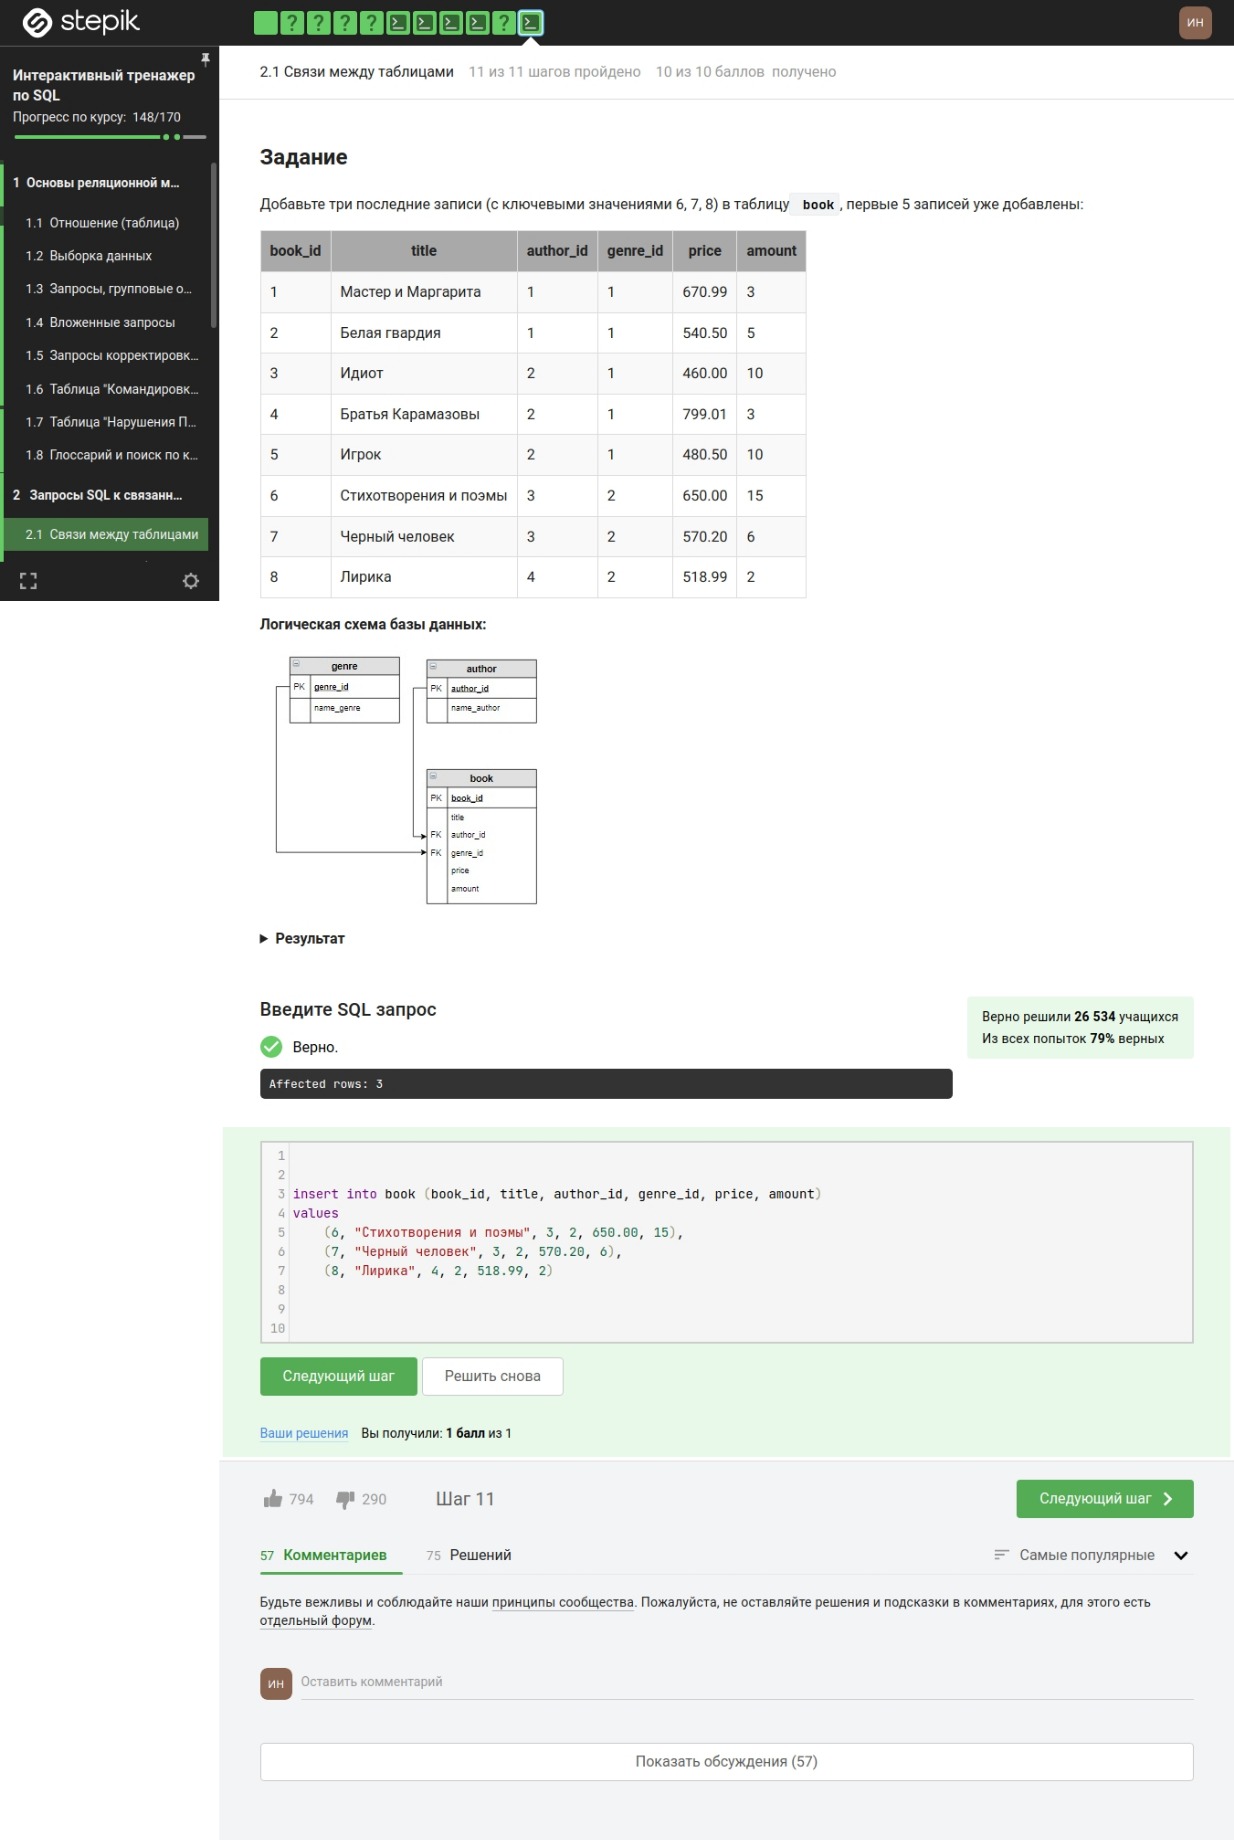 stepik
? ? ? ? ?
ИН
Интерактивный тренажер
по SQL
Прогресс по курсу: 148/170
1 Основы реляционной м...
1.1 Отношение (таблица)
1.2 Выборка данных
1.3 Запросы, групповые о...
1.4 Вложенные запросы
1.5 Запросы корректировк...
1.6 Таблица "Командировк...
1.7 Таблица "Нарушения П...
1.8 Глоссарий и поиск по к...
2 Запросы SQL к связанн...
2.1 Связи между таблицами
2.1 Связи между таблицами 11 из 11 шагов пройдено 10 из 10 баллов получено
Задание
Добавьте три последние записи (с ключевыми значениями 6, 7, 8) в таблицу book , первые 5 записей уже добавлены:
book_id title author_id genre_id price amount
1 Мастер и Маргарита 1 1 670.99 3
2 Белая гвардия 1 1 540.50 5
3 Идиот 2 1 460.00 10
4 Братья Карамазовы 2 1 799.01 3
5 Игрок 2 1 480.50 10
6 Стихотворения и поэмы 3 2 650.00 15
7 Черный человек 3 2 570.20 6
8 Лирика 4 2 518.99 2
Логическая схема базы данных:
genre
PK genre_id
name_genre
author
PK author_id
name_author
book
PK book_id
title
FK author_id
FK genre_id
price
amount
Результат
Введите SQL запрос
Верно.
Affected rows: 3
Верно решили 26 534 учащихся
Из всех попыток 79% верных
1
2
3 insert into book (book_id, title, author_id, genre_id, price, amount)
4 values
5 (6, "Стихотворения и поэмы", 3, 2, 650.00, 15),
6 (7, "Черный человек", 3, 2, 570.20, 6),
7 (8, "Лирика", 4, 2, 518.99, 2)
8
9
10
Следующий шаг Решить снова
Ваши решения Вы получили: 1 балл из 1
794 290 Шаг 11 Следующий шаг
57 Комментариев 75 Решений Самые популярные
Будьте вежливы и соблюдайте наши принципы сообщества. Пожалуйста, не оставляйте решения и подсказки в комментариях, для этого есть
отдельный форум.
ИН Оставить комментарий
Показать обсуждения (57)